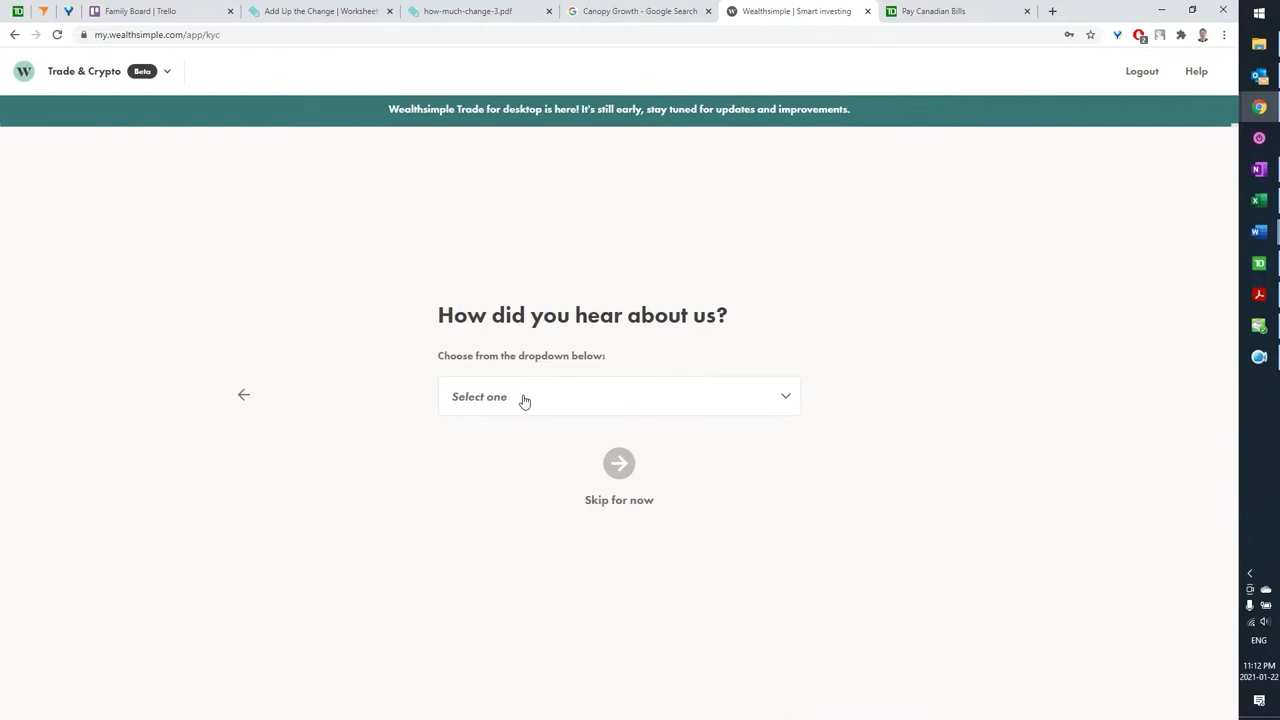 Family Board | Trello
Add Up the Change | Workshee!
how-much-change-3.pdf
Canopy Growth - Google Search
Wealthsimple | Smart investing
Pay Canadian Bills
my.wealthsimple.com/app/kyc
2
W
Trade & Crypto
Beta
Logout
Help
Wealthsimple Trade for desktop is here! It's still early, stay tuned for updates and improvements.
How did you hear about us?
Choose from the dropdown below:
Select one
Skip for now
ENG
11:12 PM
2021-01-22